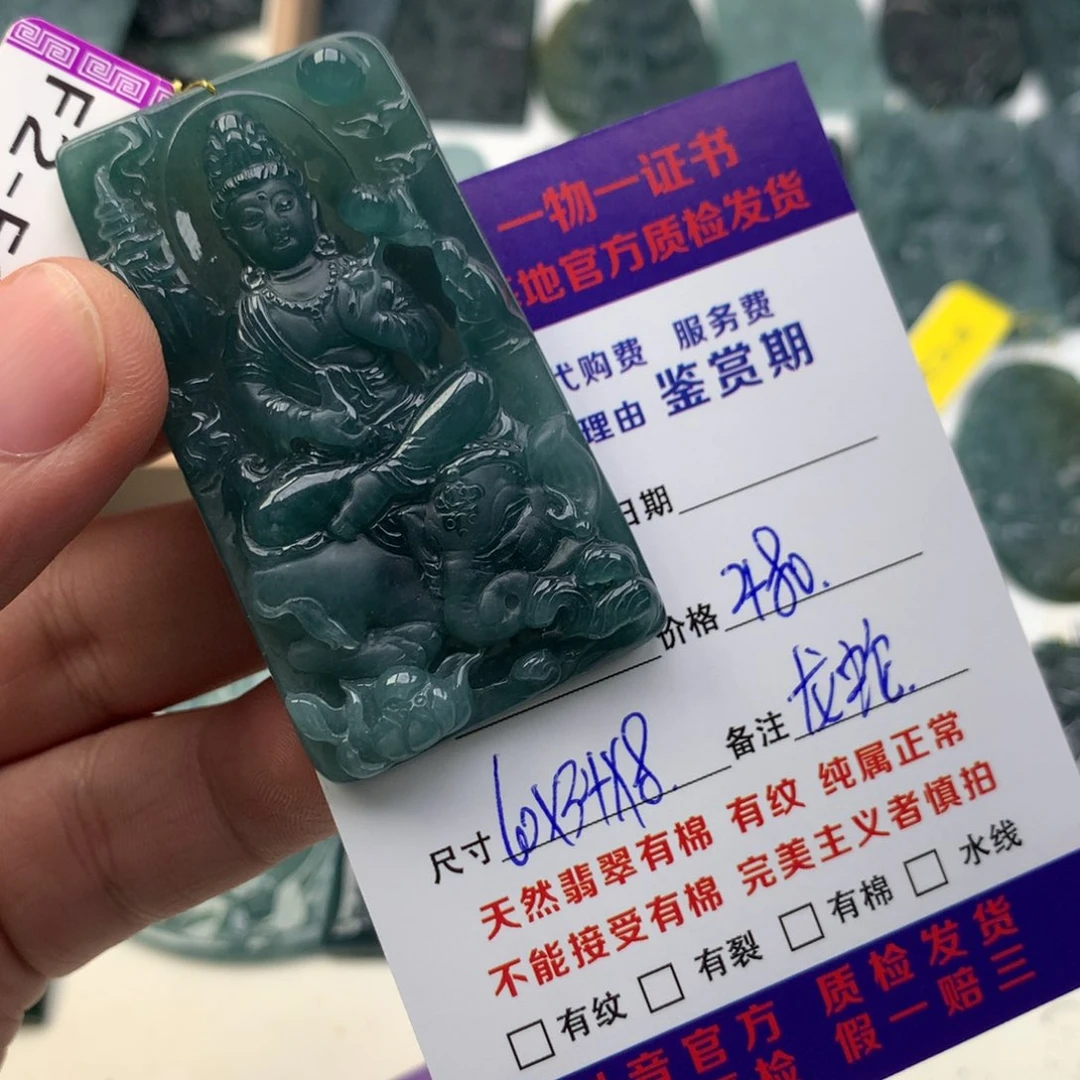 F2-
一物一证书
地官方质检发货
代购费 服务费
理由 鉴赏期
日期
价格 480.
尺寸 60X34X8. 备注 龙蛇.
天然翡翠有棉 有纹 纯属正常
不能接受有棉 完美主义者慎拍
有纹 有裂 有棉 水线
音官方 质检发货
检 假一赔三